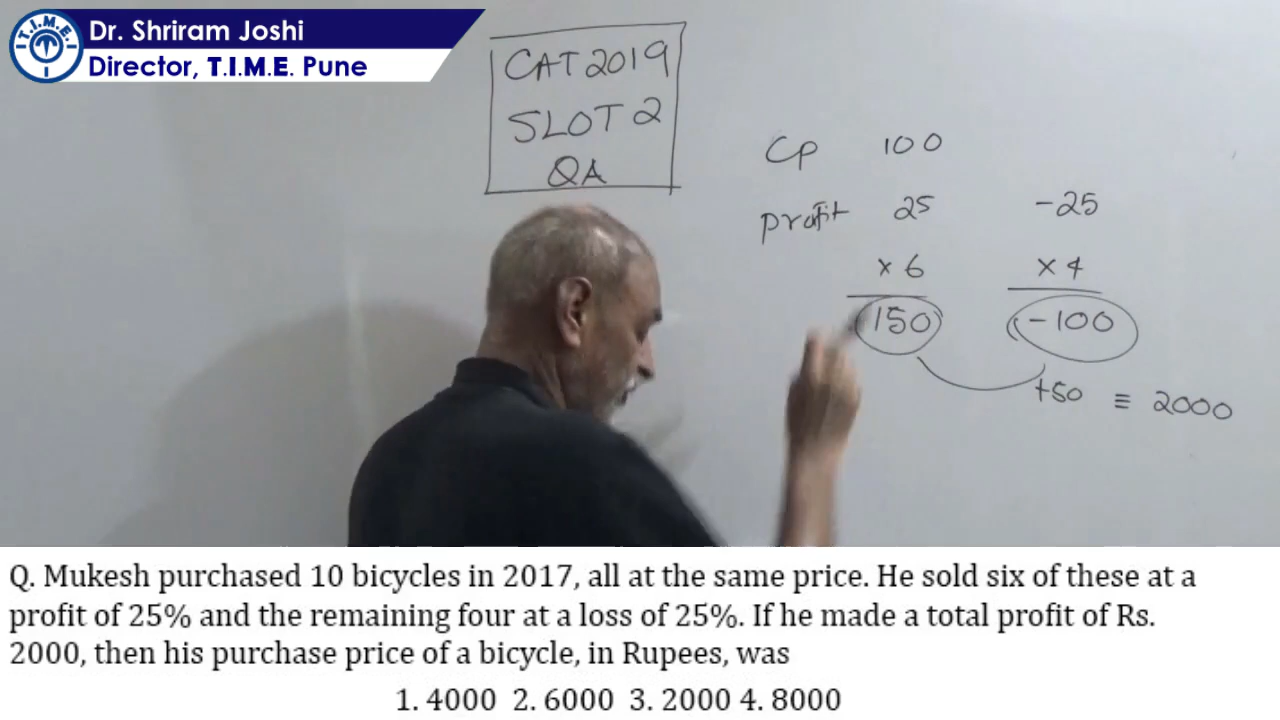 T.I.M.E.
Dr. Shriram Joshi
Director, T.I.M.E. Pune
CAT 2019
SLOT 2
QA
Cp 100
profit 25 -25
× 6 × 4
150 -100
+50 ≡ 2000
Q. Mukesh purchased 10 bicycles in 2017, all at the same price. He sold six of these at a
profit of 25% and the remaining four at a loss of 25%. If he made a total profit of Rs.
2000, then his purchase price of a bicycle, in Rupees, was
1. 4000 2. 6000 3. 2000 4. 8000